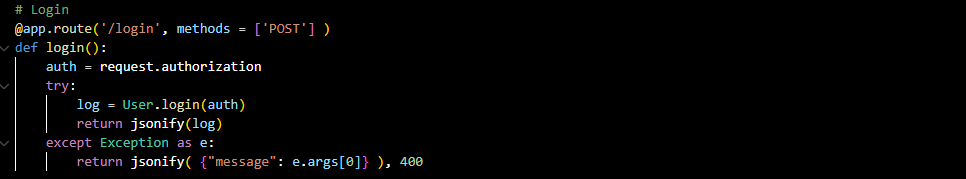 # Login
@app.route('/login', methods = ['POST'] )
def login():
    auth = request.authorization
    try:
        log = User.login(auth)
        return jsonify(log)
    except Exception as e:
        return jsonify( {"message": e.args[0]} ), 400